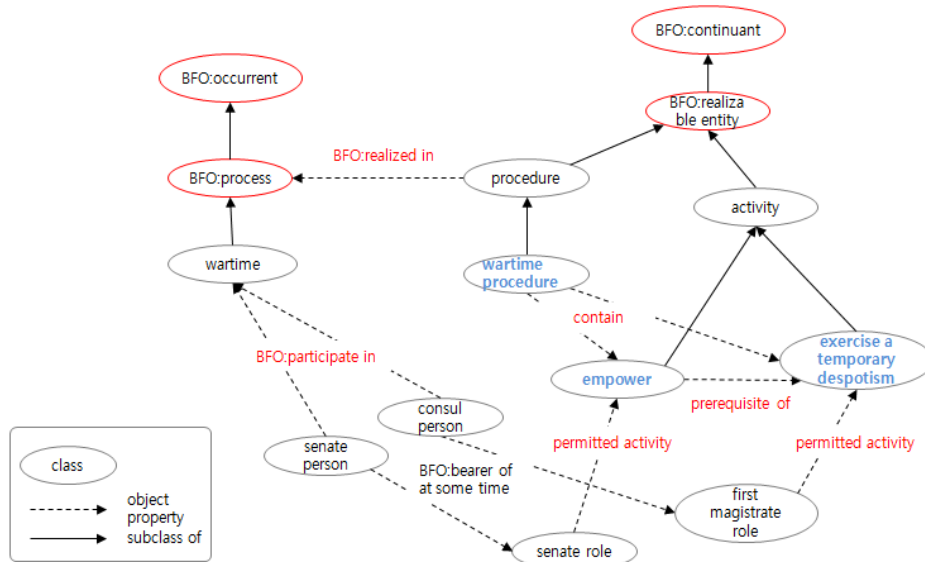 BFO:continuant
BFO:occurrent
BFO:realiza
ble entity
BFO:realized in
BFO:process
procedure
activity
wartime
wartime
procedure
contain
exercise a
temporary
despotism
BFO:participate in
empower
prerequisite of
consul
person
senate
person
permitted activity
permitted activity
class
BFO:bearer of
at some time
object
property
first
magistrate
role
subclass of
senate role